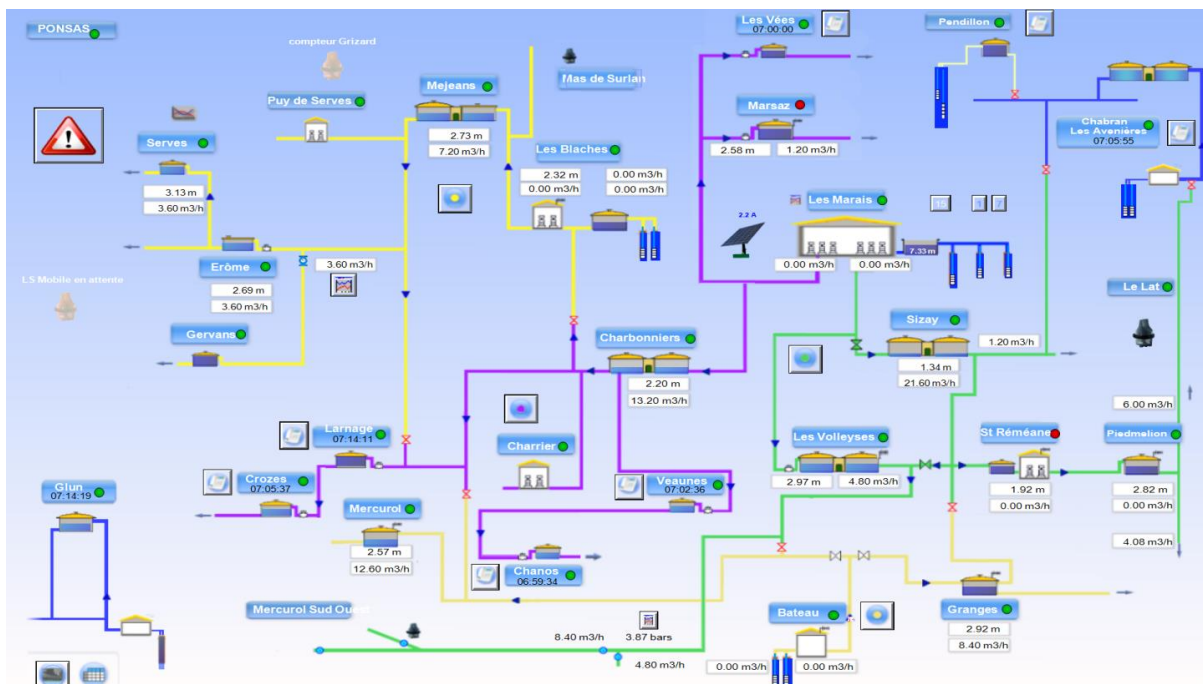 PONSAS
compteur Grizard
Puy de Serves
Mejeans
2.73 m
7.20 m3/h
Mas de Surlan
Les Vées
07:00:00
Pendillon
Marsaz
2.58 m
1.20 m3/h
Chabran
Les Avenières
07:05:55
Serves
3.13 m
3.60 m3/h
Les Blaches
2.32 m
0.00 m3/h
0.00 m3/h
0.00 m3/h
Les Marais
2.2 A
7.33 m
0.00 m3/h
0.00 m3/h
Erôme
2.69 m
3.60 m3/h
3.60 m3/h
LS Mobile en attente
Gervans
Charbonniers
2.20 m
13.20 m3/h
Sizay
1.34 m
21.60 m3/h
1.20 m3/h
Le Lat
6.00 m3/h
Larnage
07:14:11
Charrier
Les Volleyses
2.97 m
4.80 m3/h
St Réméane
1.92 m
0.00 m3/h
Piedmelion
2.82 m
0.00 m3/h
4.08 m3/h
Glun
07:14:19
Crozes
07:05:37
Mercurol
2.57 m
12.60 m3/h
Veaunes
07:02:36
Chanos
06:59:34
Mercurol Sud Ouest
8.40 m3/h
3.87 bars
4.80 m3/h
Bateau
0.00 m3/h
0.00 m3/h
Granges
2.92 m
8.40 m3/h